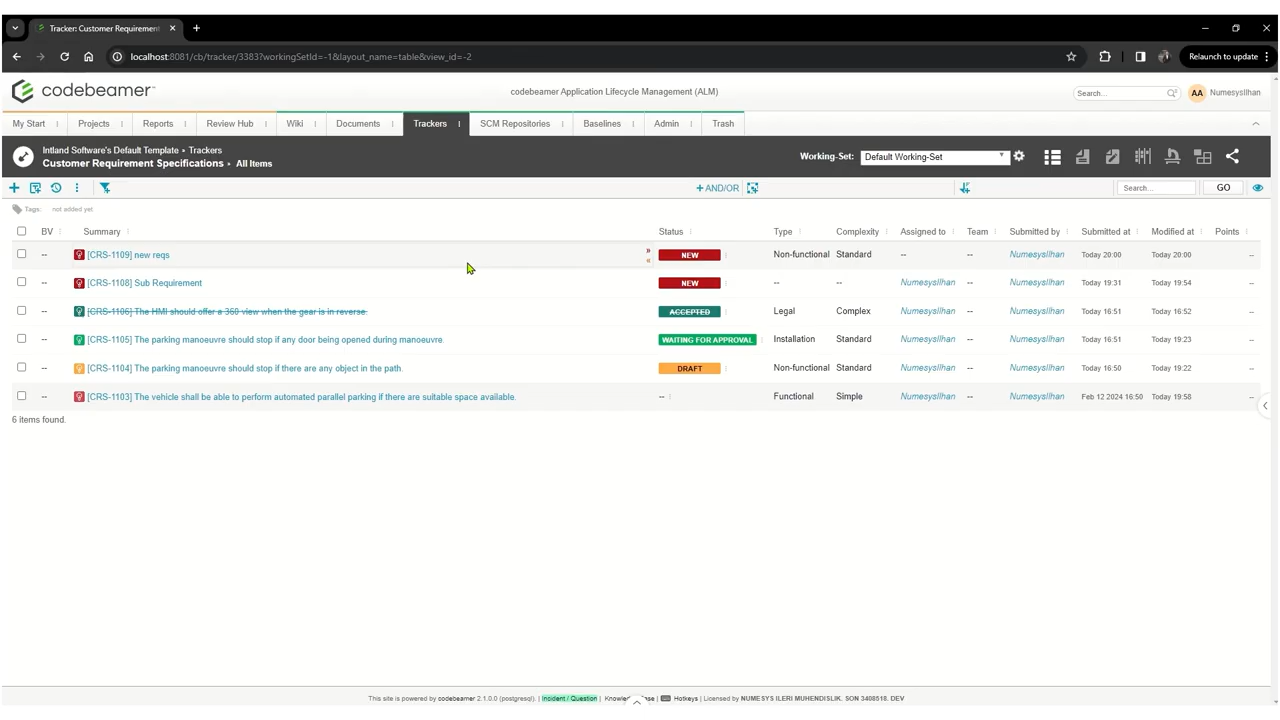 Tracker: Customer Requirement
localhost:8081/cb/tracker/3383?workingSetId=-1&layout_name=table&view_id=-2
Relaunch to update
codebeamer
codebeamer Application Lifecycle Management (ALM)
Search...
AA
NumesysIlhan
My Start Projects Reports Review Hub Wiki Documents Trackers SCM Repositories Baselines Admin Trash
Intland Software's Default Template • Trackers
Customer Requirement Specifications • All Items
Working-Set: Default Working-Set
+AND/OR
Search...
GO
Tags: not added yet
BV Summary Status Type Complexity Assigned to Team Submitted by Submitted at Modified at Points
-- [CRS-1109] new reqs NEW Non-functional Standard -- -- NumesysIlhan Today 20:00 Today 20:00 --
-- [CRS-1108] Sub Requirement NEW -- -- NumesysIlhan -- NumesysIlhan Today 19:31 Today 19:54 --
-- [CRS-1106] The HMI should offer a 360 view when the gear is in reverse. ACCEPTED Legal Complex NumesysIlhan -- NumesysIlhan Today 16:51 Today 16:52 --
-- [CRS-1105] The parking manoeuvre should stop if any door being opened during manoeuvre WAITING FOR APPROVAL Installation Standard NumesysIlhan -- NumesysIlhan Today 16:51 Today 19:23 --
-- [CRS-1104] The parking manoeuvre should stop if there are any object in the path. DRAFT Non-functional Standard NumesysIlhan -- NumesysIlhan Today 16:50 Today 19:22 --
-- [CRS-1103] The vehicle shall be able to perform automated parallel parking if there are suitable space available. -- Functional Simple NumesysIlhan -- NumesysIlhan Feb 12 2024 16:50 Today 19:58 --
6 items found.
This site is powered by codebeamer 2.1.0.0 (postgresql). | Incident / Question | Hotkeys | Licensed by NUMESYS ILERI MUHENDISLIK. SON 3408518. DEV